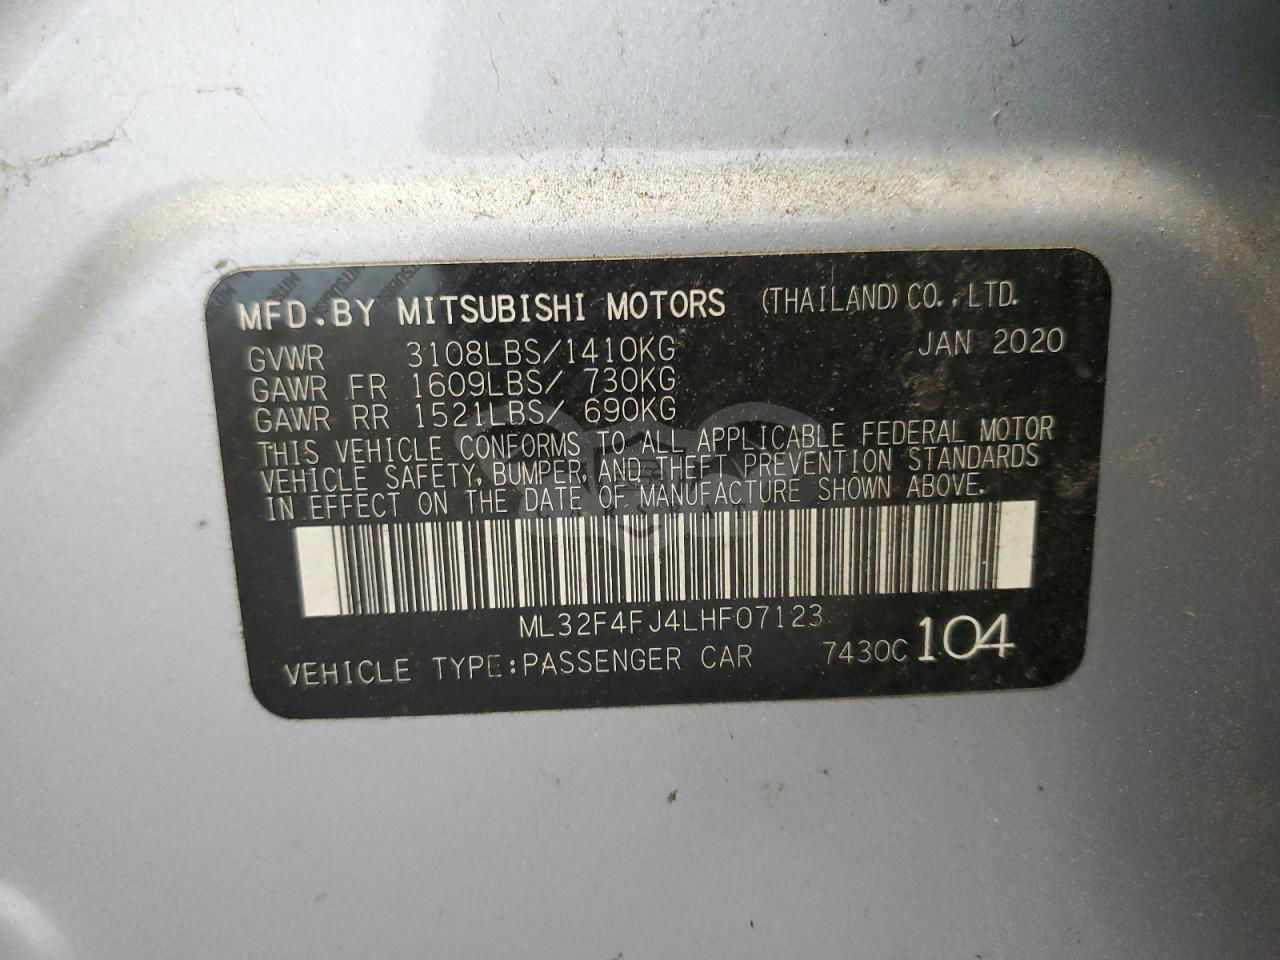 MFD.BY MITSUBISHI MOTORS (THAILAND)CO.,LTD.
GVWR 3108LBS/1410KG JAN 2020
GAWR FR 1609LBS/ 730KG
GAWR RR 1521LBS/ 690KG
THIS VEHICLE CONFORMS TO ALL APPLICABLE FEDERAL MOTOR
VEHICLE SAFETY, BUMPER, AND THEFT PREVENTION STANDARDS
IN EFFECT ON THE DATE OF MANUFACTURE SHOWN ABOVE.
ML32F4FJ4LHF07123
VEHICLE TYPE:PASSENGER CAR 7430C 104